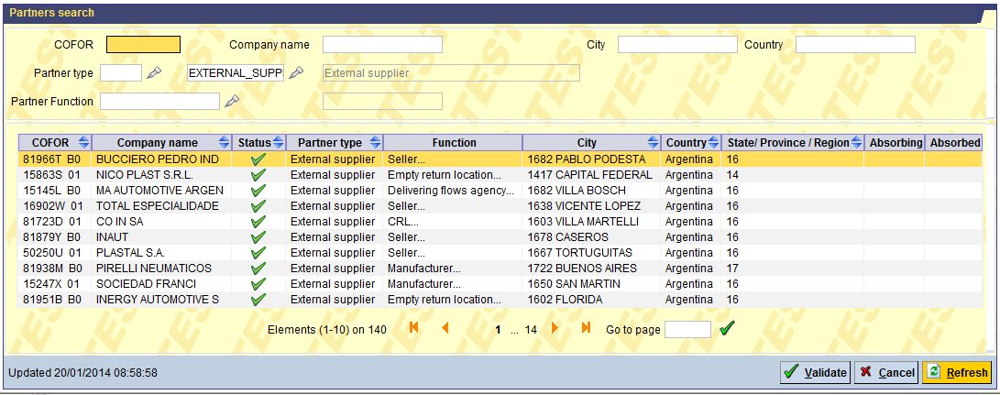 Partners search
COFOR Company name City Country
Partner type EXTERNAL_SUPP External supplier
Partner Function
COFOR Company name Status Partner type Function City Country State/ Province / Region Absorbing Absorbed
81966T B0 BUCCIERO PEDRO IND External supplier Seller... 1682 PABLO PODESTA Argentina 16
15863S 01 NICO PLAST S.R.L. External supplier Empty return location... 1417 CAPITAL FEDERAL Argentina 14
15145L B0 MA AUTOMOTIVE ARGEN External supplier Delivering flows agency... 1682 VILLA BOSCH Argentina 16
16902W 01 TOTAL ESPECIALIDADE External supplier Seller... 1638 VICENTE LOPEZ Argentina 16
81723D 01 CO IN SA External supplier CRL... 1603 VILLA MARTELLI Argentina 16
81879Y B0 INAUT External supplier Seller... 1678 CASEROS Argentina 16
50250U 01 PLASTAL S.A. External supplier Seller... 1667 TORTUGUITAS Argentina 16
81938M B0 PIRELLI NEUMATICOS External supplier Manufacturer... 1722 BUENOS AIRES Argentina 17
15247X 01 SOCIEDAD FRANCI External supplier Manufacturer... 1650 SAN MARTIN Argentina 16
81951B B0 INERGY AUTOMOTIVE S External supplier Empty return location... 1602 FLORIDA Argentina 16
Elements (1-10) on 140 1 ... 14 Go to page
Updated 20/01/2014 08:58:58 Validate Cancel Refresh